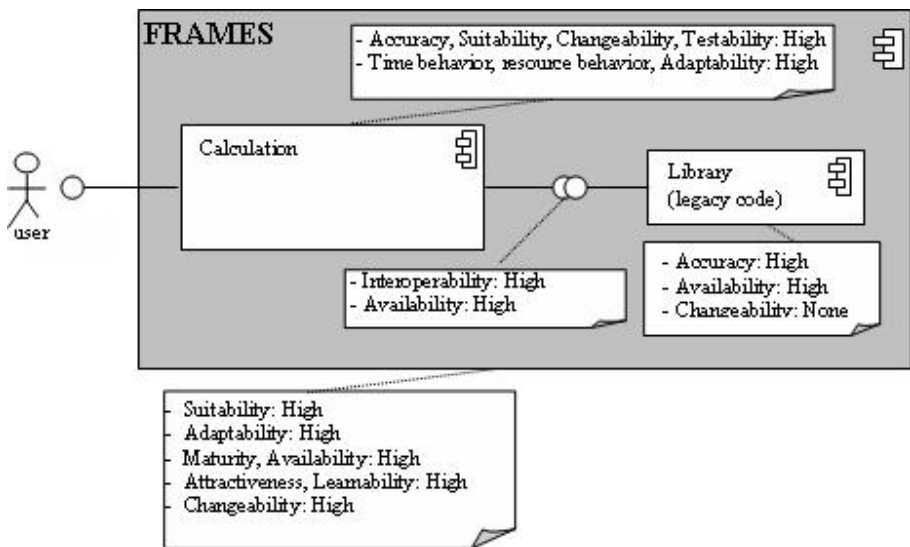 FRAMES
- Accuracy, Suitability, Changeability, Testability: High
- Time behavior, resource behavior, Adaptability: High
Calculation
Library
(legacy code)
user
- Interoperability: High
- Availability: High
- Accuracy: High
- Availability: High
- Changeability: None
- Suitability: High
- Adaptability: High
- Maturity, Availability: High
- Attractiveness, Learnability: High
- Changeability: High